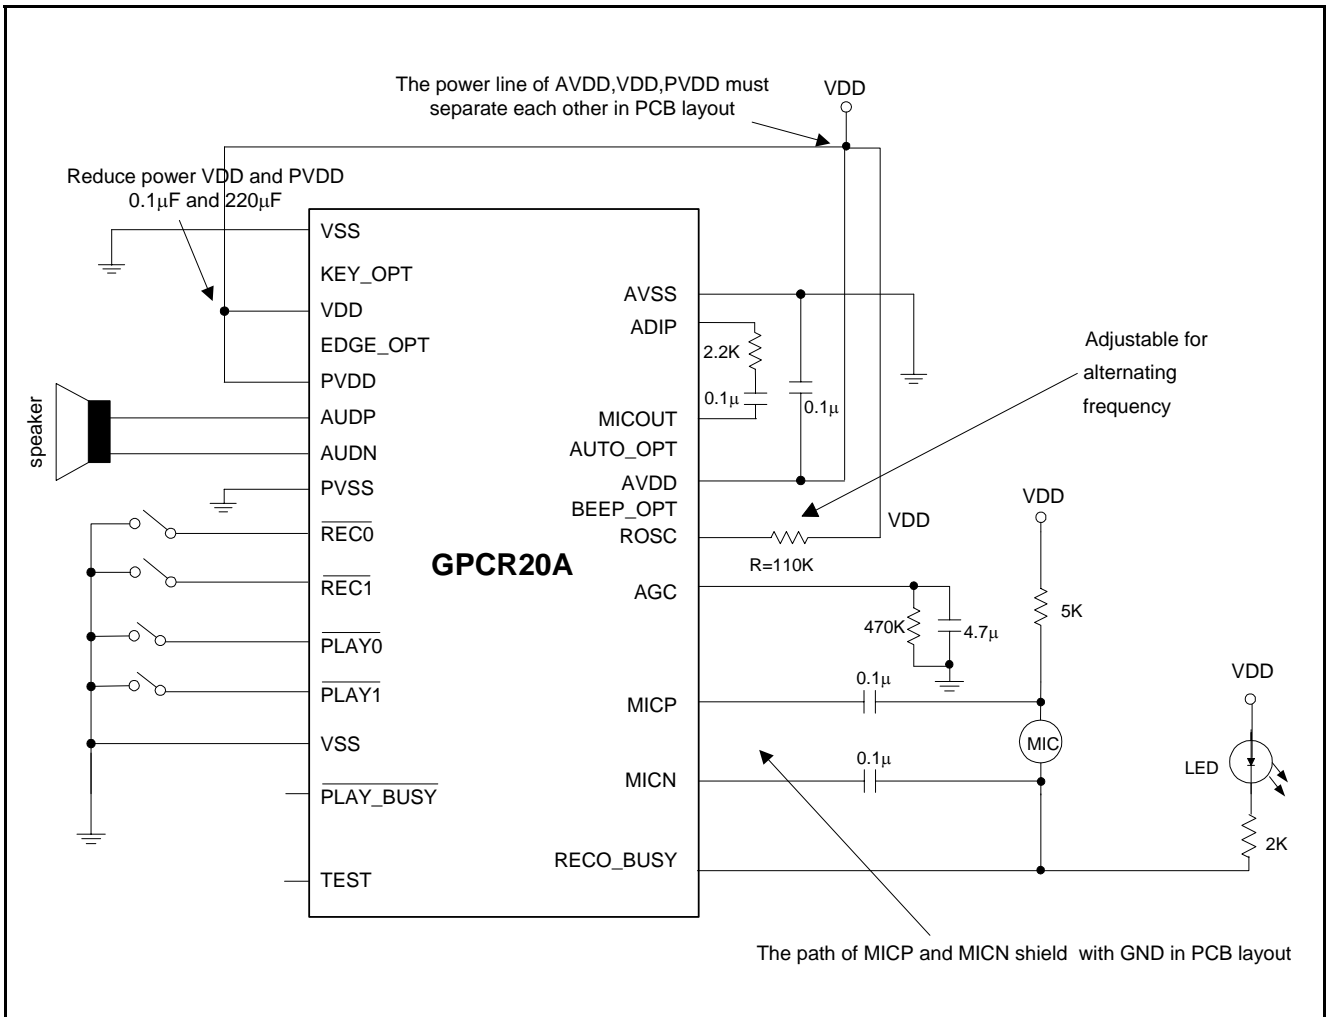 The power line of AVDD,VDD,PVDD must
separate each other in PCB layout
VDD
Reduce power VDD and PVDD
0.1µF and 220µF
VSS
KEY_OPT
VDD
EDGE_OPT
PVDD
AUDP
AUDN
PVSS
REC0
REC1
PLAY0
PLAY1
VSS
PLAY_BUSY
TEST
speaker
GPCR20A
AVSS
ADIP
MICOUT
AUTO_OPT
AVDD
BEEP_OPT
ROSC
AGC
MICP
MICN
RECO_BUSY
2.2K
0.1µ
0.1µ
Adjustable for
alternating
frequency
VDD
R=110K
470K
4.7µ
VDD
5K
0.1µ
MIC
0.1µ
VDD
LED
2K
The path of MICP and MICN shield with GND in PCB layout